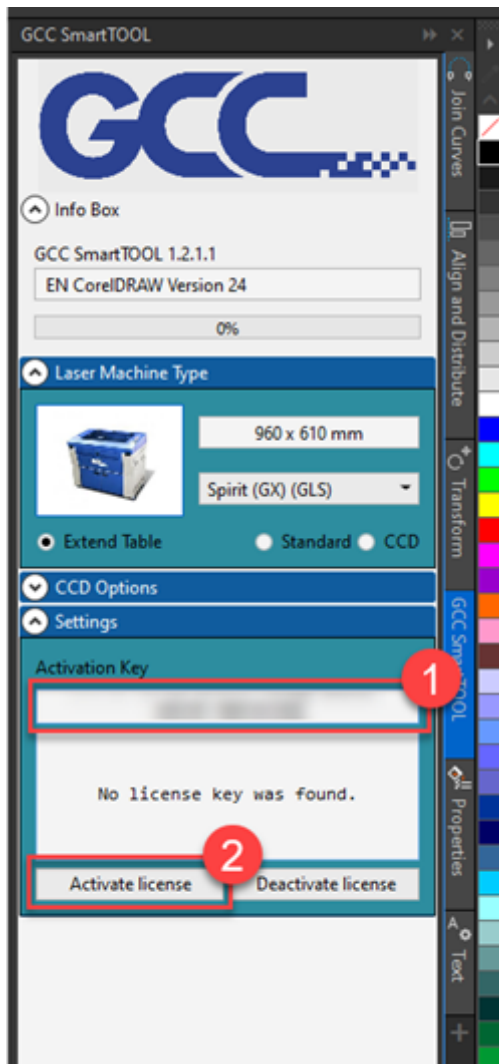 GCC SmartTOOL
GCC
Info Box
GCC SmartTOOL 1.2.1.1
EN CorelDRAW Version 24
0%
Laser Machine Type
960 x 610 mm
Spirit (GX) (GLS)
Extend Table
Standard
CCD
CCD Options
Settings
Activation Key
1
No license key was found.
2
Activate license
Deactivate license
Join Curves
Align and Distribute
Transform
GCC SmartTOOL
Properties
Text